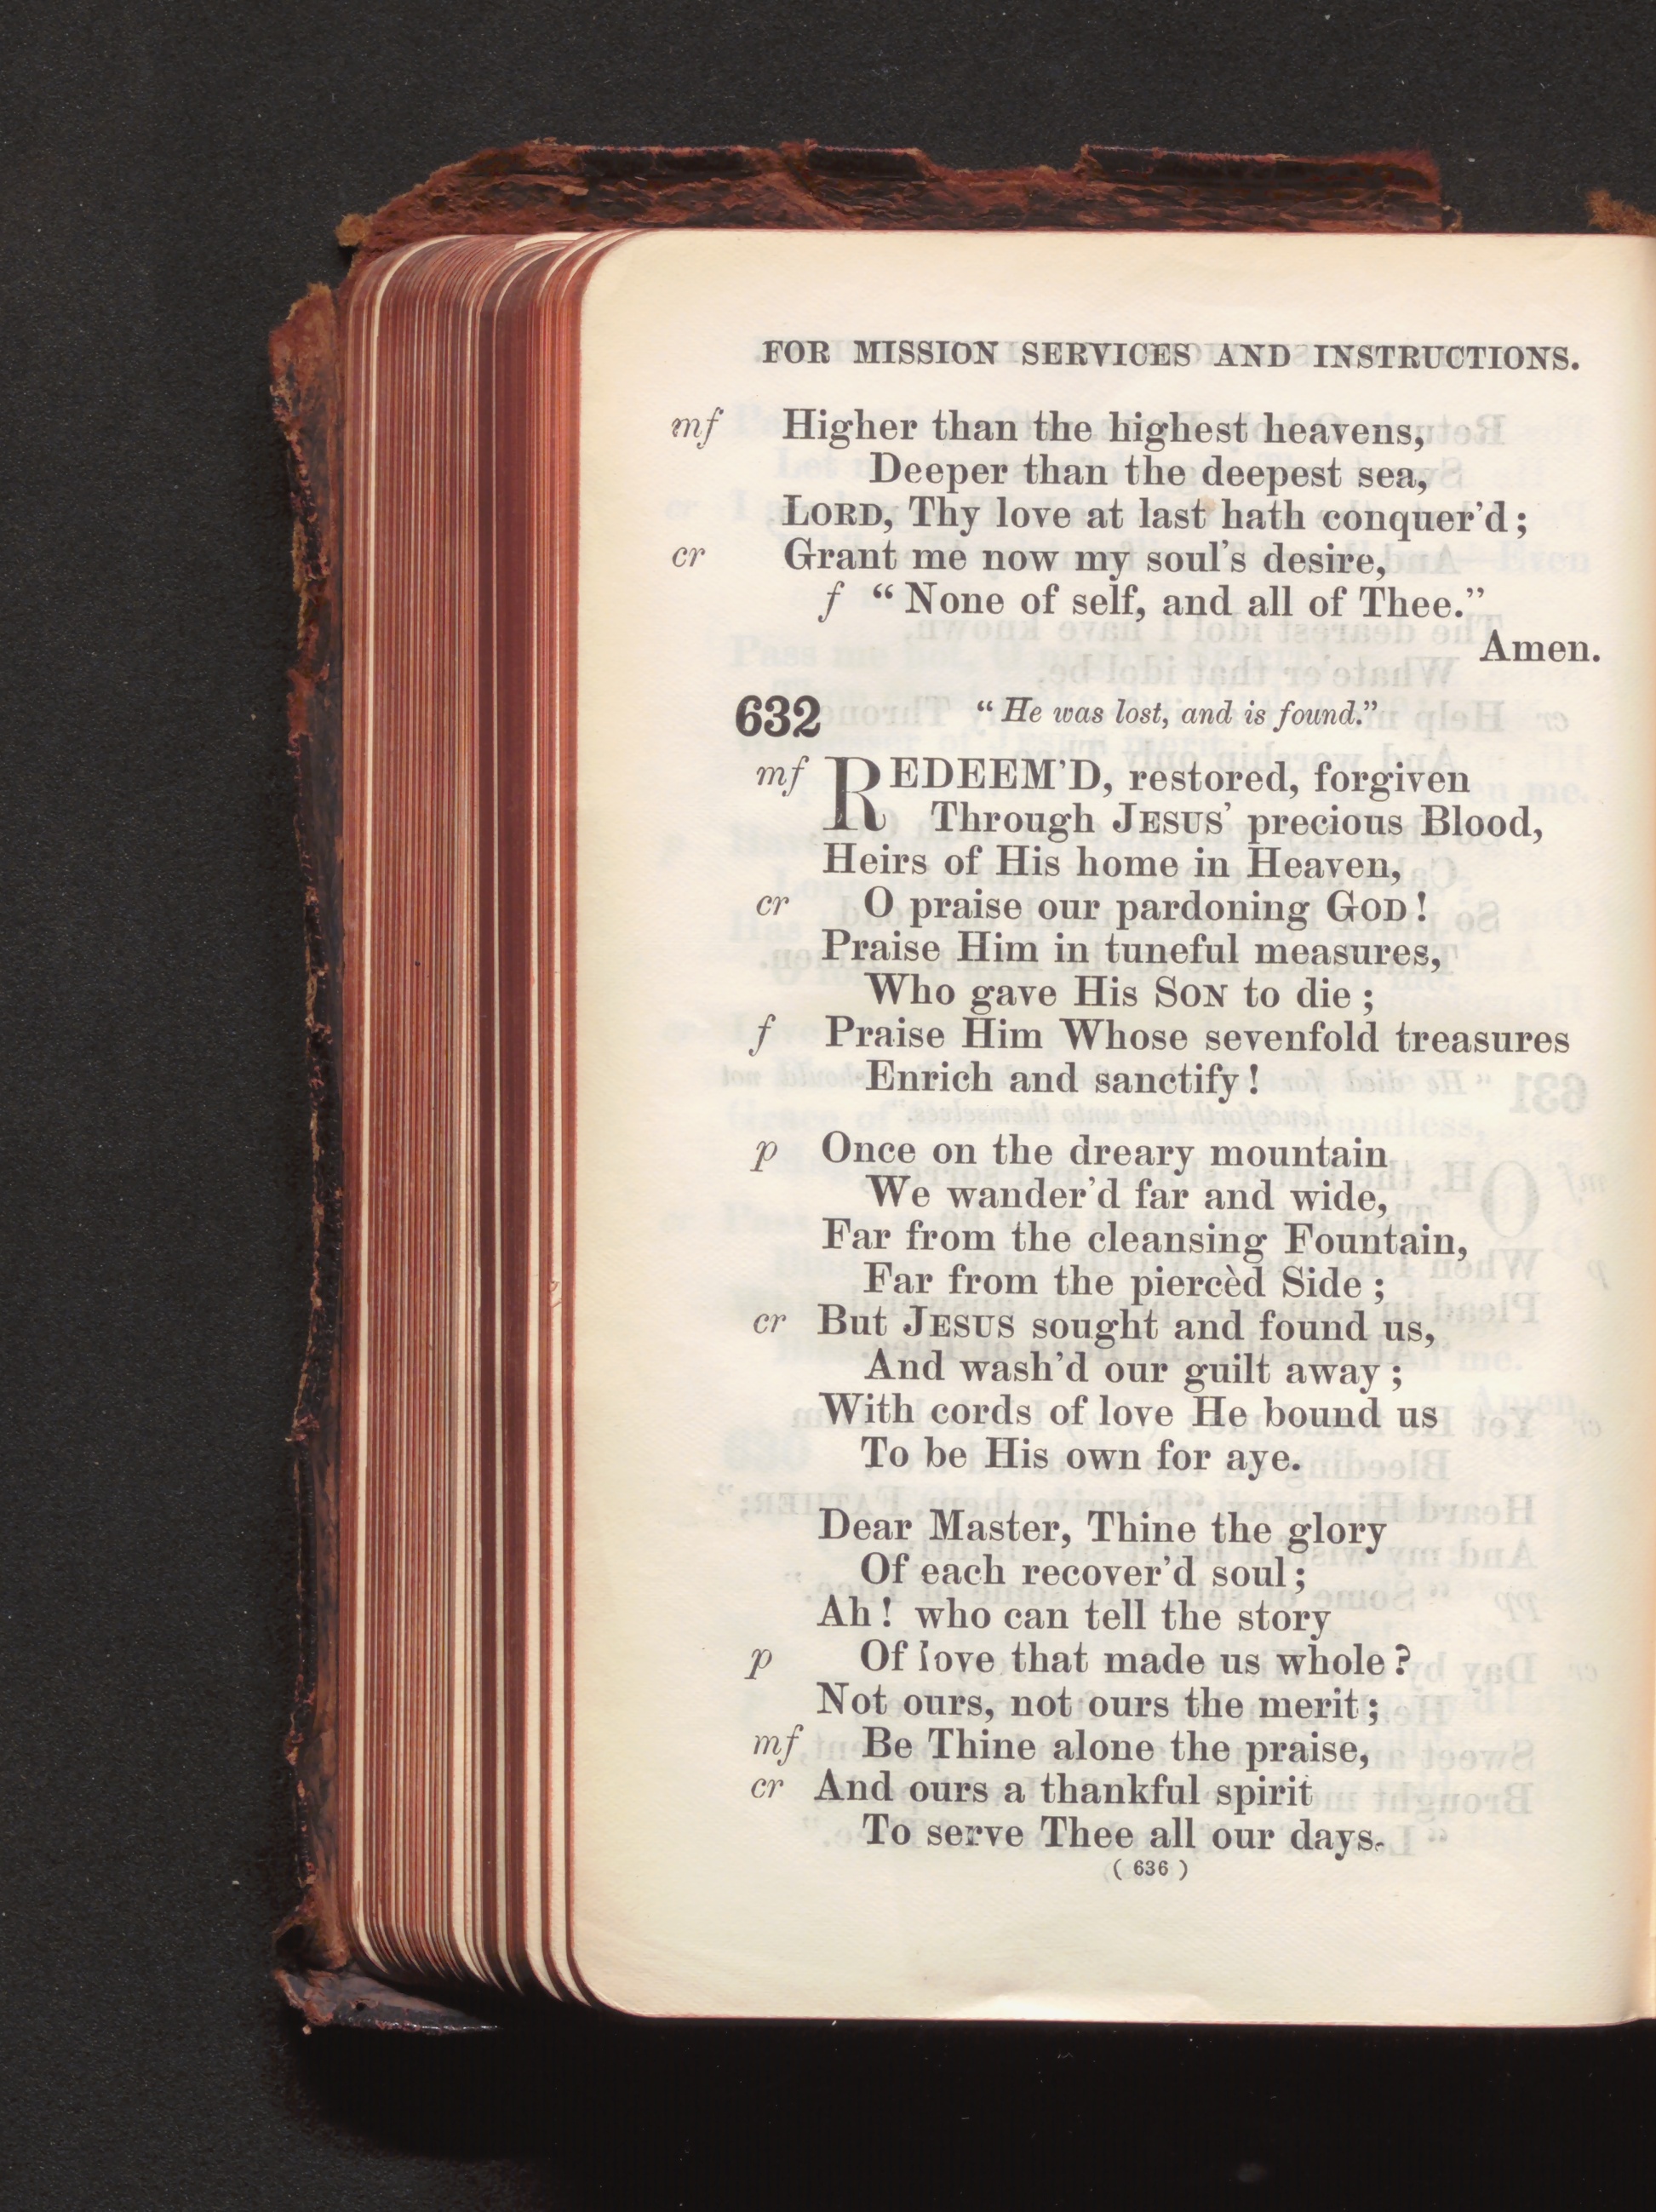 FOR MISSION SERVICES AND INSTRUCTIONS.
mf Higher than the highest heavens,
Deeper than the deepest sea,
LORD, Thy love at last hath conquer'd;
cr Grant me now my soul's desire,
f “None of self, and all of Thee.”
Amen.
632 “He was lost, and is found.”
mf REDEEM'D, restored, forgiven
Through JESUS' precious Blood,
Heirs of His home in Heaven,
cr O praise our pardoning GOD!
Praise Him in tuneful measures,
Who gave His SON to die;
f Praise Him Whose sevenfold treasures
Enrich and sanctify!
p Once on the dreary mountain
We wander'd far and wide,
Far from the cleansing Fountain,
Far from the piercèd Side;
cr But JESUS sought and found us,
And wash'd our guilt away;
With cords of love He bound us
To be His own for aye.
Dear Master, Thine the glory
Of each recover'd soul;
Ah! who can tell the story
p Of love that made us whole?
Not ours, not ours the merit;
mf Be Thine alone the praise,
cr And ours a thankful spirit
To serve Thee all our days.
( 636 )